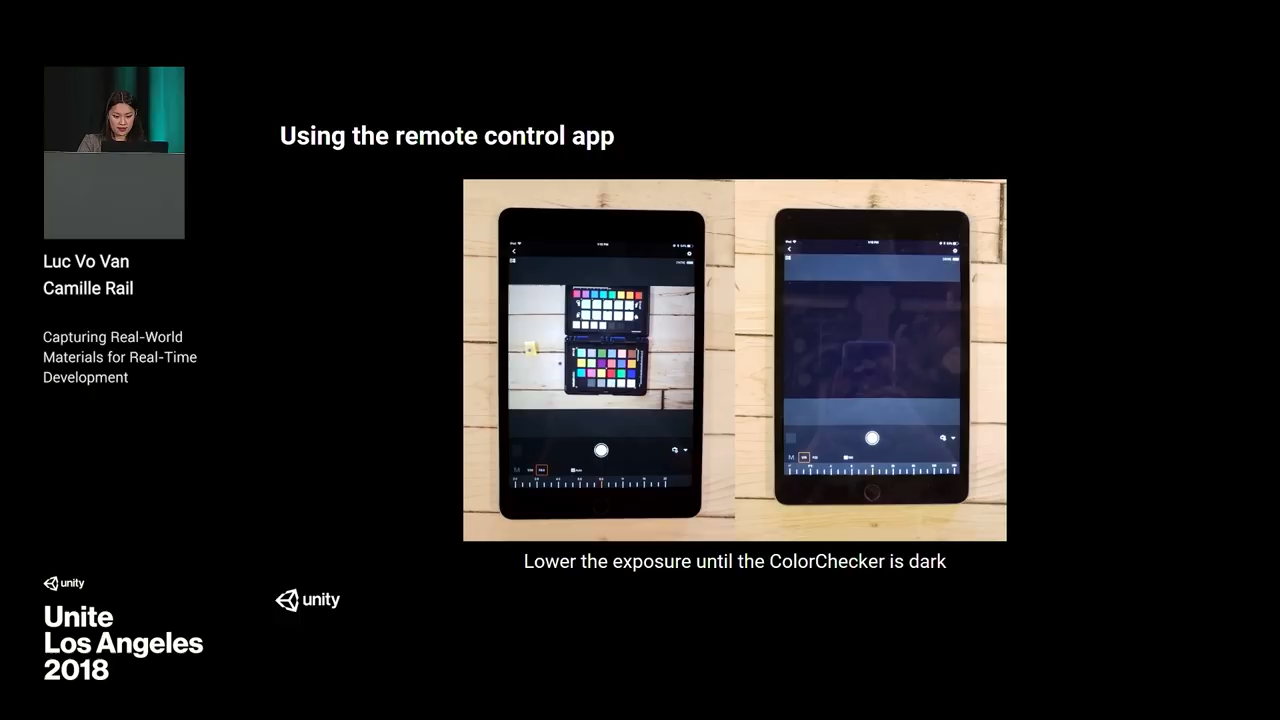 Using the remote control app
Luc Vo Van
Camille Rail
Capturing Real-World
Materials for Real-Time
Development
Lower the exposure until the ColorChecker is dark
unity
Unite
Los Angeles
2018
unity